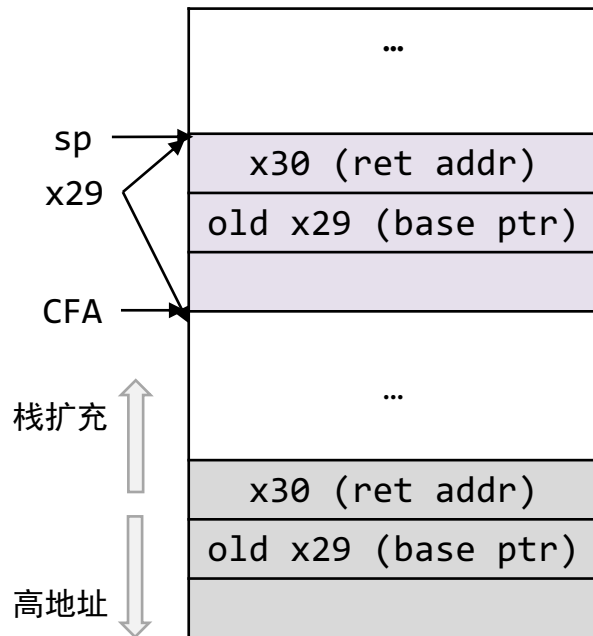 …
sp
x30 (ret addr)
x29
old x29 (base ptr)
CFA
…
栈扩充
x30 (ret addr)
old x29 (base ptr)
高地址